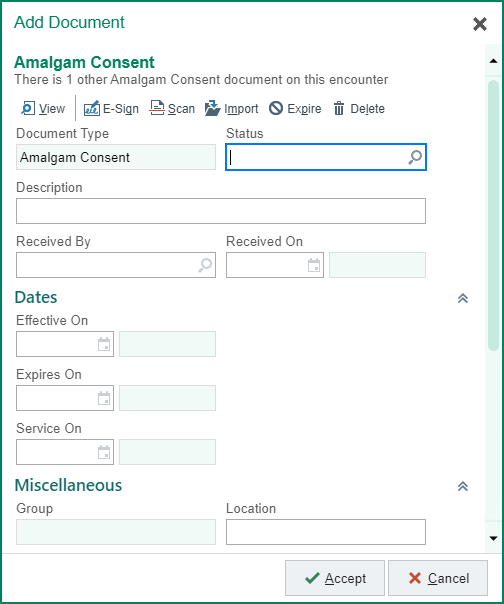 Add Document
Amalgam Consent
There is 1 other Amalgam Consent document on this encounter
View E-Sign Scan Import Expire Delete
Document Type Status
Amalgam Consent
Description
Received By Received On
Dates
Effective On
Expires On
Service On
Miscellaneous
Group Location
Accept Cancel